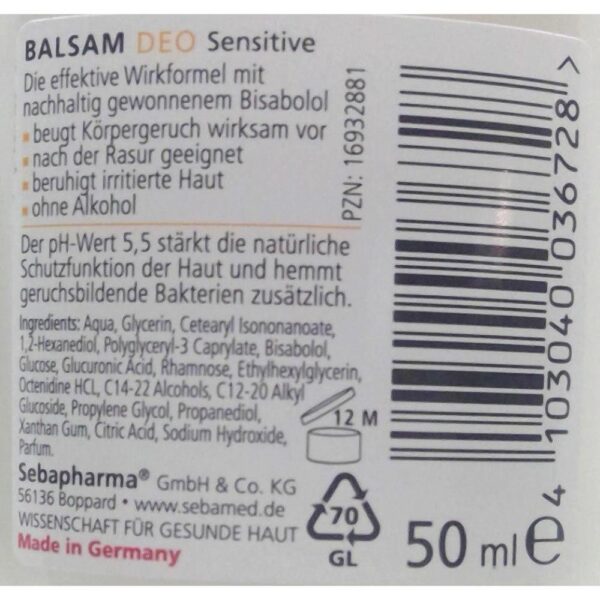 BALSAM DEO Sensitive
Die effektive Wirkformel mit
nachhaltig gewonnenem Bisabolol
▪ beugt Körpergeruch wirksam vor
▪ nach der Rasur geeignet
▪ beruhigt irritierte Haut
▪ ohne Alkohol
PZN: 16932881
Der pH-Wert 5,5 stärkt die natürliche
Schutzfunktion der Haut und hemmt
geruchsbildende Bakterien zusätzlich.
Ingredients: Aqua, Glycerin, Cetearyl Isononanoate,
1,2-Hexanediol, Polyglyceryl-3 Caprylate, Bisabolol,
Glucose, Glucuronic Acid, Rhamnose, Ethylhexylglycerin,
Octenidine HCL, C14-22 Alcohols, C12-20 Alkyl
Glucoside, Propylene Glycol, Propanediol,
Xanthan Gum, Citric Acid, Sodium Hydroxide,
Parfum.
12 M
Sebapharma® GmbH & Co. KG
56136 Boppard • www.sebamed.de
WISSENSCHAFT FÜR GESUNDE HAUT
Made in Germany
70
GL
50 ml e
4 103040 036728 >